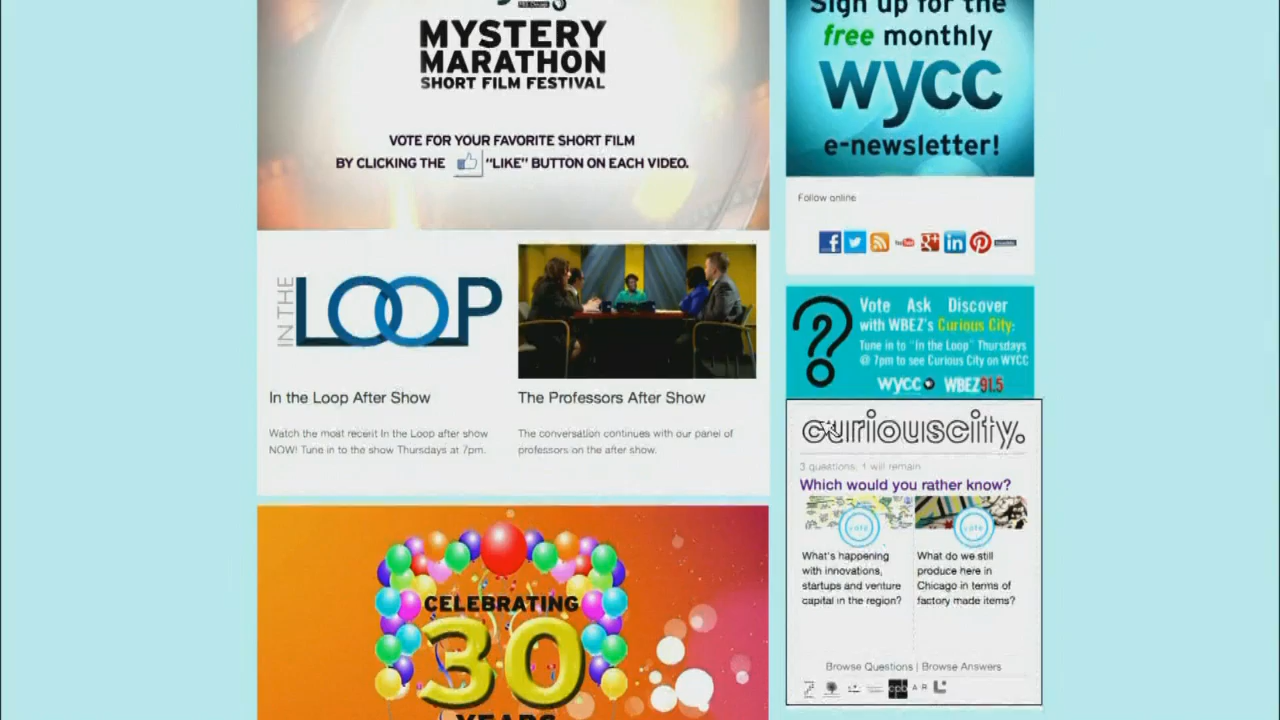 MYSTERY
MARATHON
SHORT FILM FESTIVAL
VOTE FOR YOUR FAVORITE SHORT FILM
BY CLICKING THE "LIKE" BUTTON ON EACH VIDEO.
IN THE
LOOP
In the Loop After Show
Watch the most recent In the Loop after show
NOW! Tune in to the show Thursdays at 7pm.
The Professors After Show
The conversation continues with our panel of
professors on the after show.
CELEBRATING
30
YEARS
Sign up for the
free monthly
wycc
e-newsletter!
Follow online
You Tube
Vote Ask Discover
with WBEZ's Curious City:
Tune in to "In the Loop" Thursdays
@ 7pm to see Curious City on WYCC
wycc WBEZ91.5
curiouscity.
3 questions, 1 will remain
Which would you rather know?
vote
vote
What's happening
with innovations,
startups and venture
capital in the region?
What do we still
produce here in
Chicago in terms of
factory made items?
Browse Questions | Browse Answers
cpb
A I R